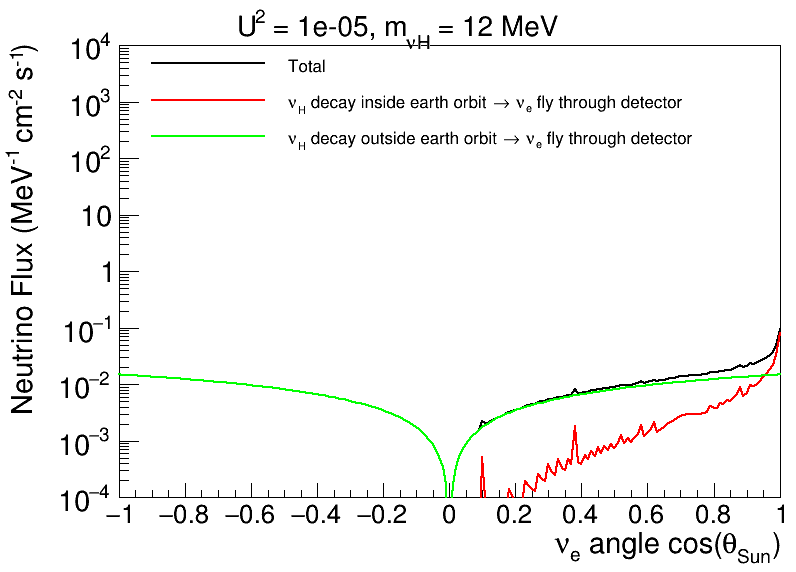 U² = 1e-05, m_νH = 12 MeV
Neutrino Flux (MeV⁻¹ cm⁻² s⁻¹)
10⁴
10³
10²
10
1
10⁻¹
10⁻²
10⁻³
10⁻⁴
Total
ν_H decay inside earth orbit → ν_e fly through detector
ν_H decay outside earth orbit → ν_e fly through detector
−1 −0.8 −0.6 −0.4 −0.2 0 0.2 0.4 0.6 0.8 1
ν_e angle cos(θ_Sun)